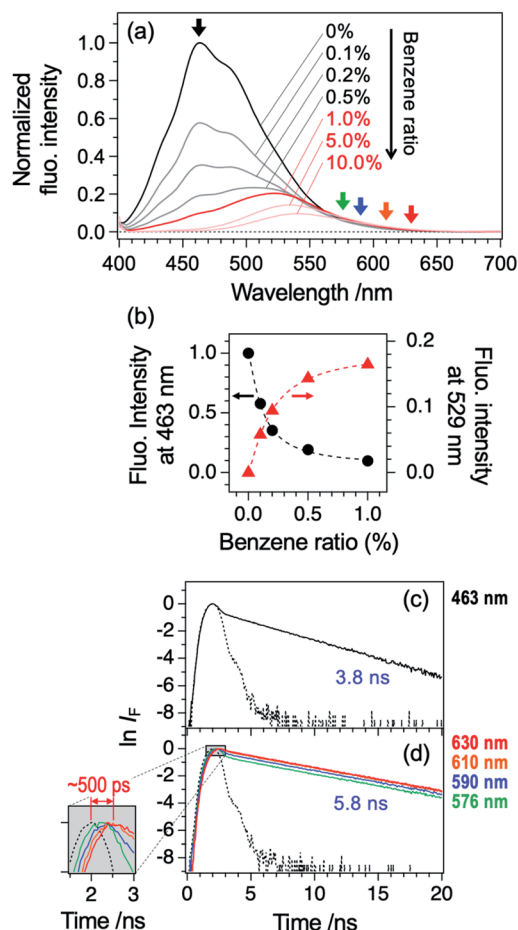 (a)
Normalized
fluo. intensity
1.0
0.8
0.6
0.4
0.2
0.0
0%
0.1%
0.2%
0.5%
1.0%
5.0%
10.0%
Benzene ratio
400 450 500 550 600 650 700
Wavelength /nm
(b)
Fluo. Intensity
at 463 nm
1.0
0.5
0.0
0.2
0.1
0.0
Fluo. intensity
at 529 nm
0.0 0.5 1.0
Benzene ratio (%)
(c)
463 nm
0
-2
-4
-6
-8
3.8 ns
ln IF
(d)
630 nm
610 nm
590 nm
576 nm
0
-2
-4
-6
-8
5.8 ns
~500 ps
2 3
Time /ns
0 5 10 15 20
Time /ns